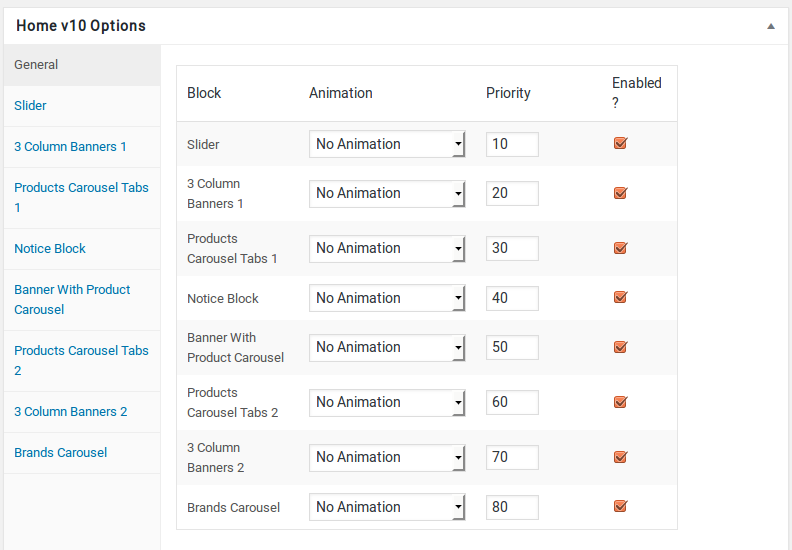 Home v10 Options
General
Slider
3 Column Banners 1
Products Carousel Tabs
1
Notice Block
Banner With Product
Carousel
Products Carousel Tabs
2
3 Column Banners 2
Brands Carousel
Block Animation Priority Enabled
?
Slider No Animation 10
3 Column
Banners 1 No Animation 20
Products
Carousel Tabs 1 No Animation 30
Notice Block No Animation 40
Banner With
Product Carousel No Animation 50
Products
Carousel Tabs 2 No Animation 60
3 Column
Banners 2 No Animation 70
Brands Carousel No Animation 80